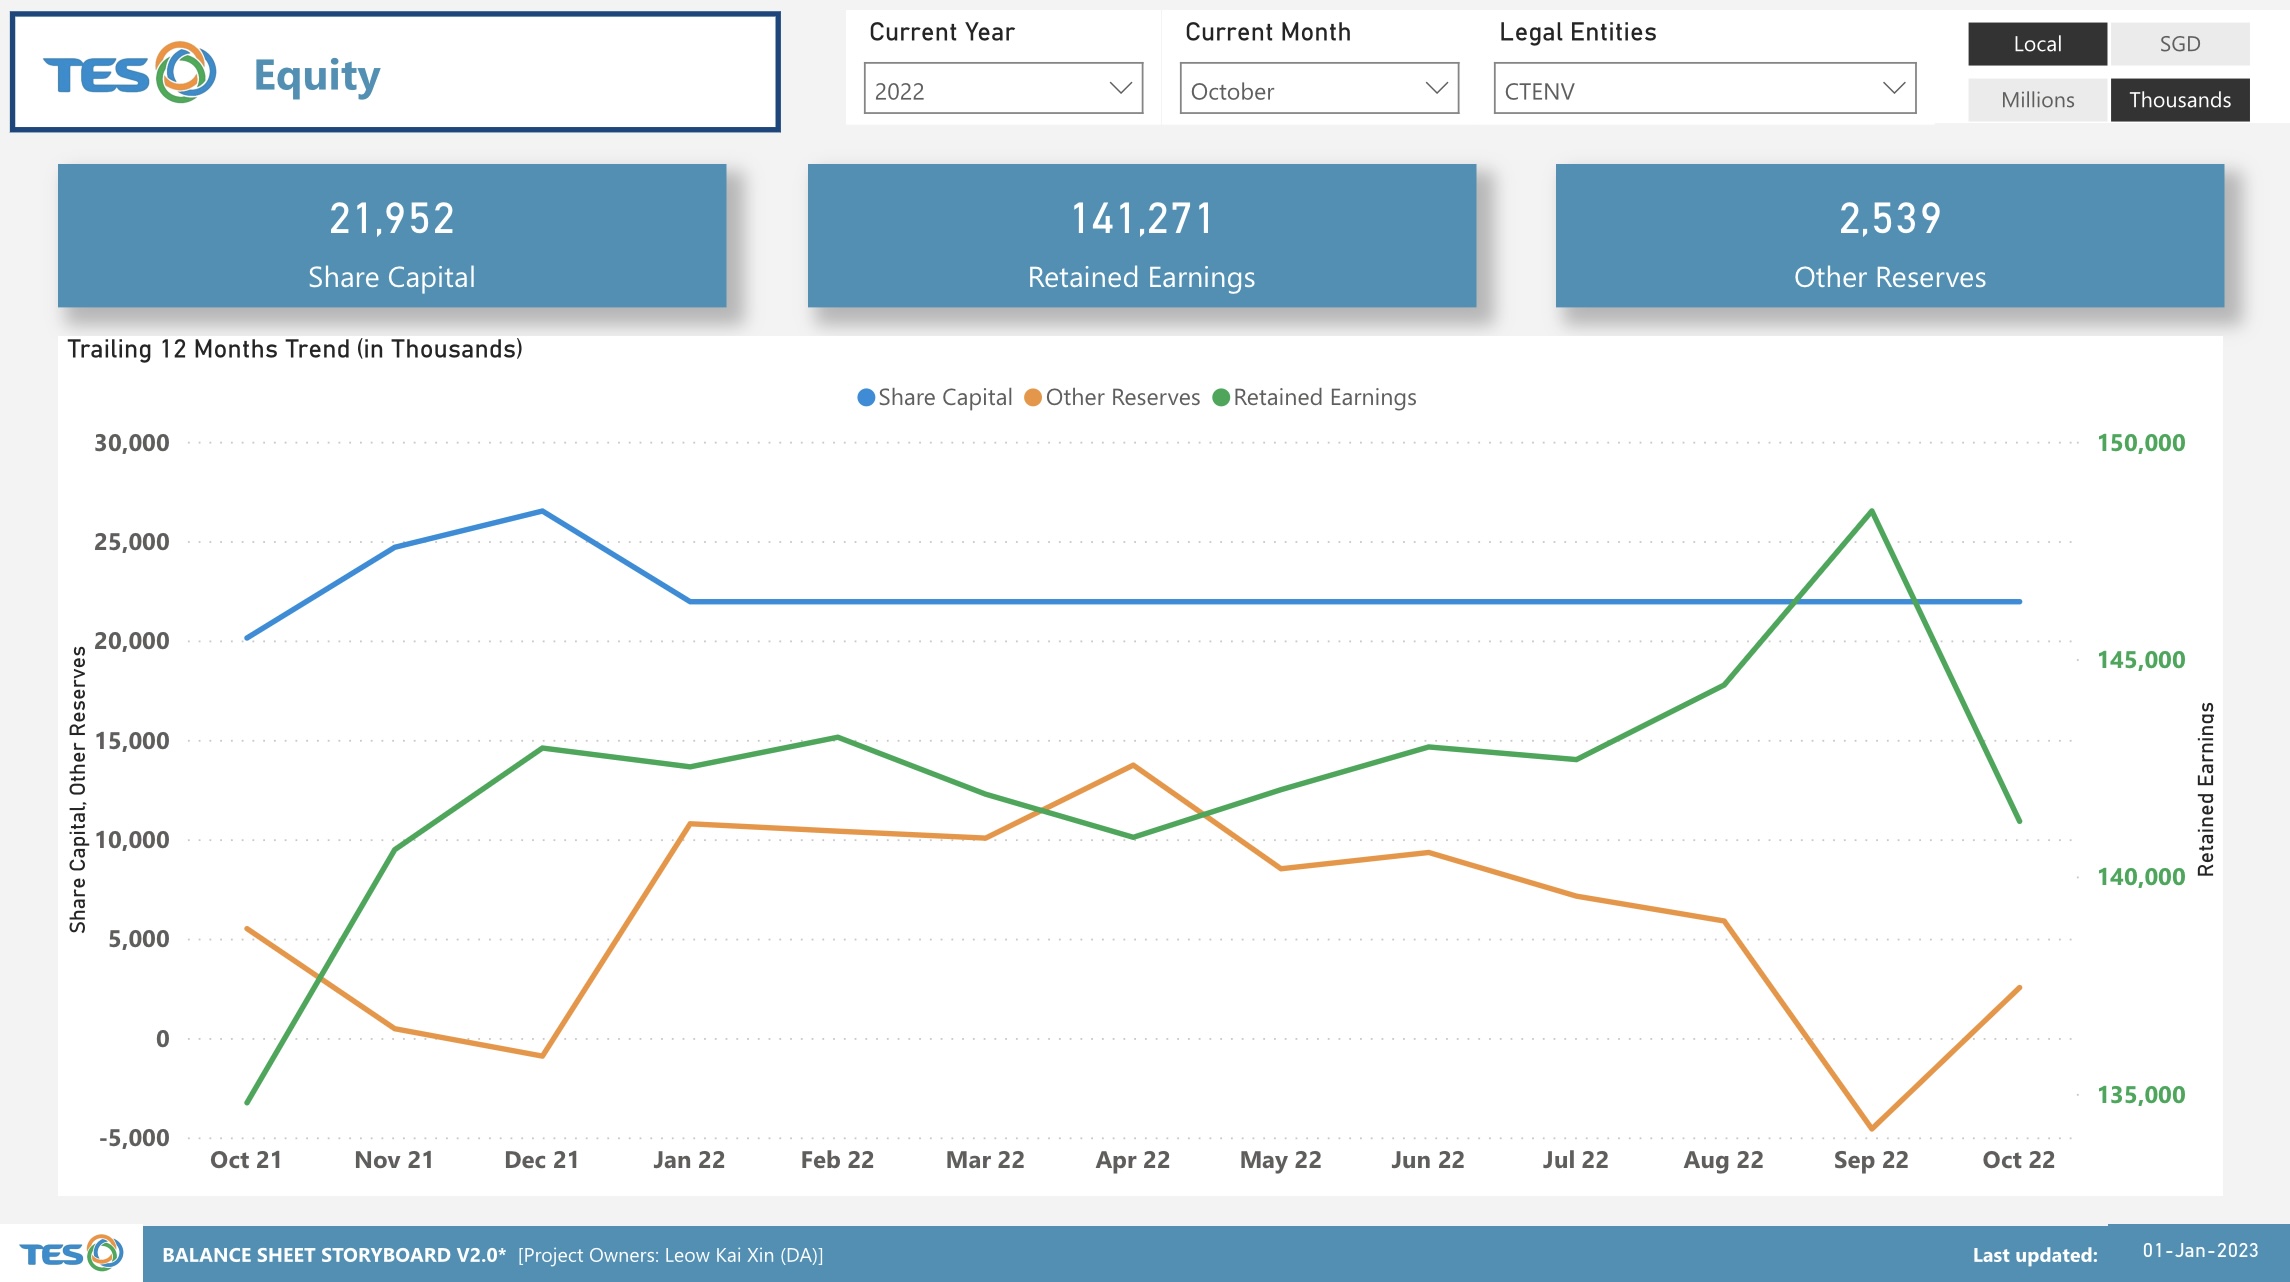 TES Equity
Current Year
2022
Current Month
October
Legal Entities
CTENV
Local
SGD
Millions
Thousands
21,952
Share Capital
141,271
Retained Earnings
2,539
Other Reserves
Trailing 12 Months Trend (in Thousands)
Share Capital Other Reserves Retained Earnings
Share Capital, Other Reserves
30,000
25,000
20,000
15,000
10,000
5,000
0
-5,000
150,000
145,000
140,000
135,000
Retained Earnings
Oct 21 Nov 21 Dec 21 Jan 22 Feb 22 Mar 22 Apr 22 May 22 Jun 22 Jul 22 Aug 22 Sep 22 Oct 22
TES BALANCE SHEET STORYBOARD V2.0* [Project Owners: Leow Kai Xin (DA)] Last updated: 01-Jan-2023